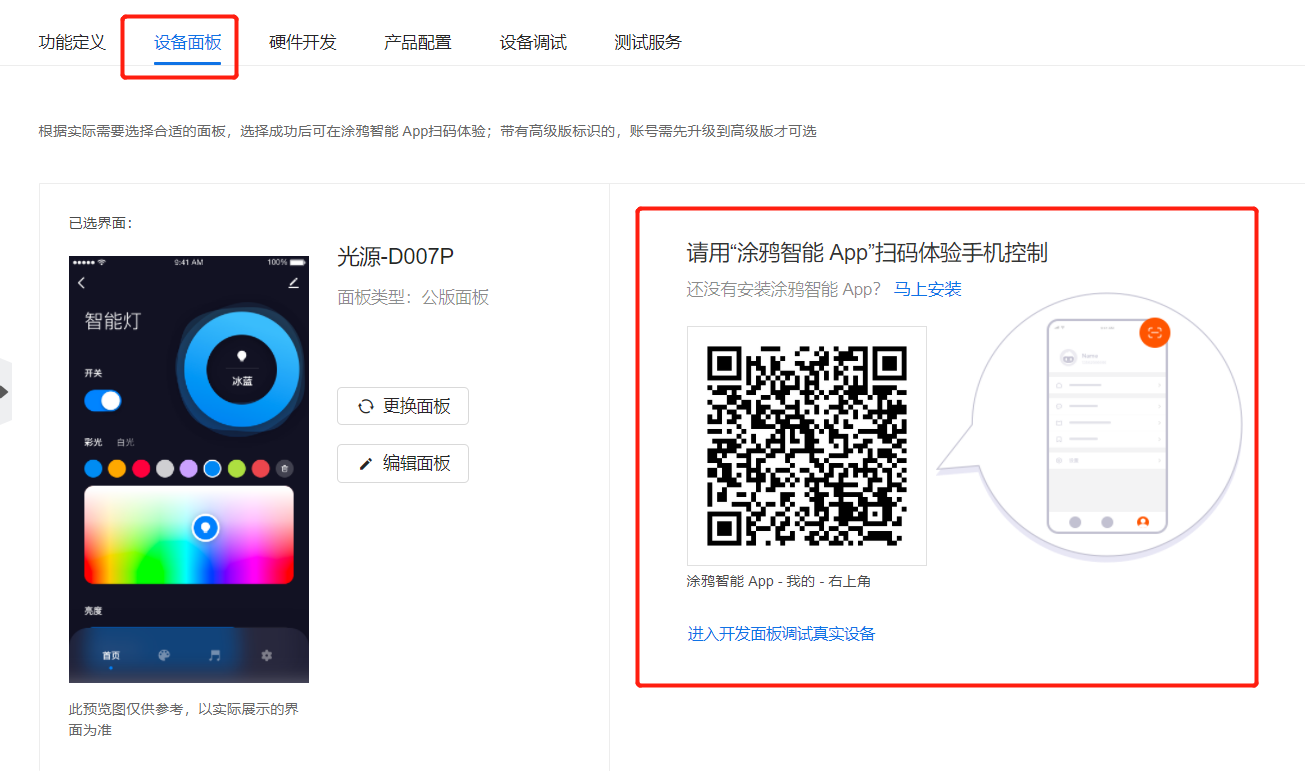 功能定义 设备面板 硬件开发 产品配置 设备调试 测试服务
根据实际需要选择合适的面板，选择成功后可在涂鸦智能 App扫码体验；带有高级版标识的，账号需先升级到高级版才可选
已选界面：
9:41 AM 100%
智能灯
冰蓝
开关
彩光 白光
亮度
首页
此预览图仅供参考，以实际展示的界
面为准
光源-D007P
面板类型：公版面板
更换面板
编辑面板
请用“涂鸦智能 App”扫码体验手机控制
还没有安装涂鸦智能 App？ 马上安装
Name
涂鸦智能 App - 我的 - 右上角
进入开发面板调试真实设备